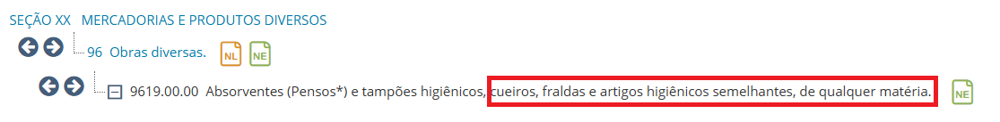 SEÇÃO XX MERCADORIAS E PRODUTOS DIVERSOS
96 Obras diversas. NL NE
9619.00.00 Absorventes (Pensos*) e tampões higiênicos, cueiros, fraldas e artigos higiênicos semelhantes, de qualquer matéria. NE